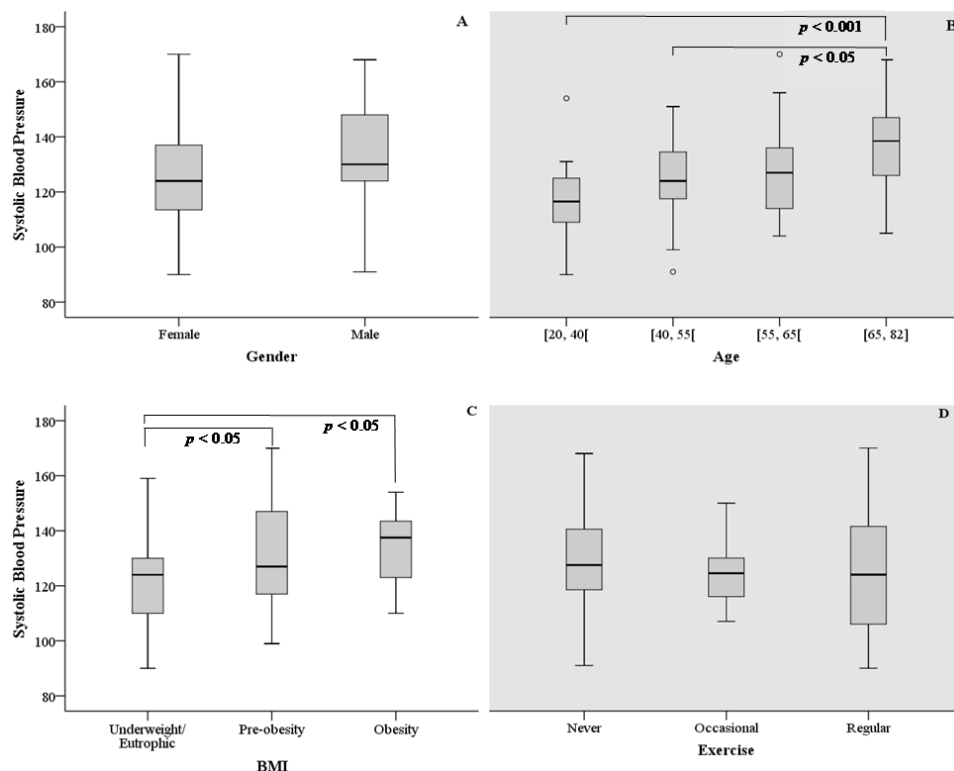 A
Systolic Blood Pressure
180
160
140
120
100
80
Female
Male
Gender
B
p < 0.001
p < 0.05
[20, 40[
[40, 55[
[55, 65[
[65, 82]
Age
C
Systolic Blood Pressure
180
160
140
120
100
80
p < 0.05
p < 0.05
Underweight/
Eutrophic
Pre-obesity
Obesity
BMI
D
Never
Occasional
Regular
Exercise